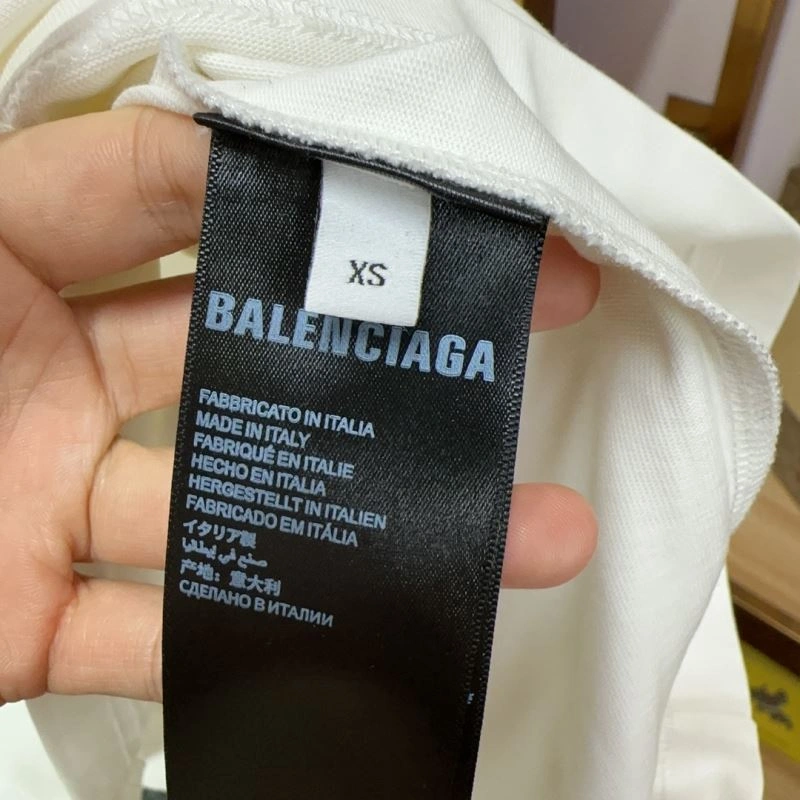 XS
BALENCIAGA
FABBRICATO IN ITALIA
MADE IN ITALY
FABRIQUÉ EN ITALIE
HECHO EN ITALIA
HERGESTELLT IN ITALIEN
FABRICADO EM ITÁLIA
イタリア製
صنع في
产地：意大利
СДЕЛАНО В ИТАЛИИ